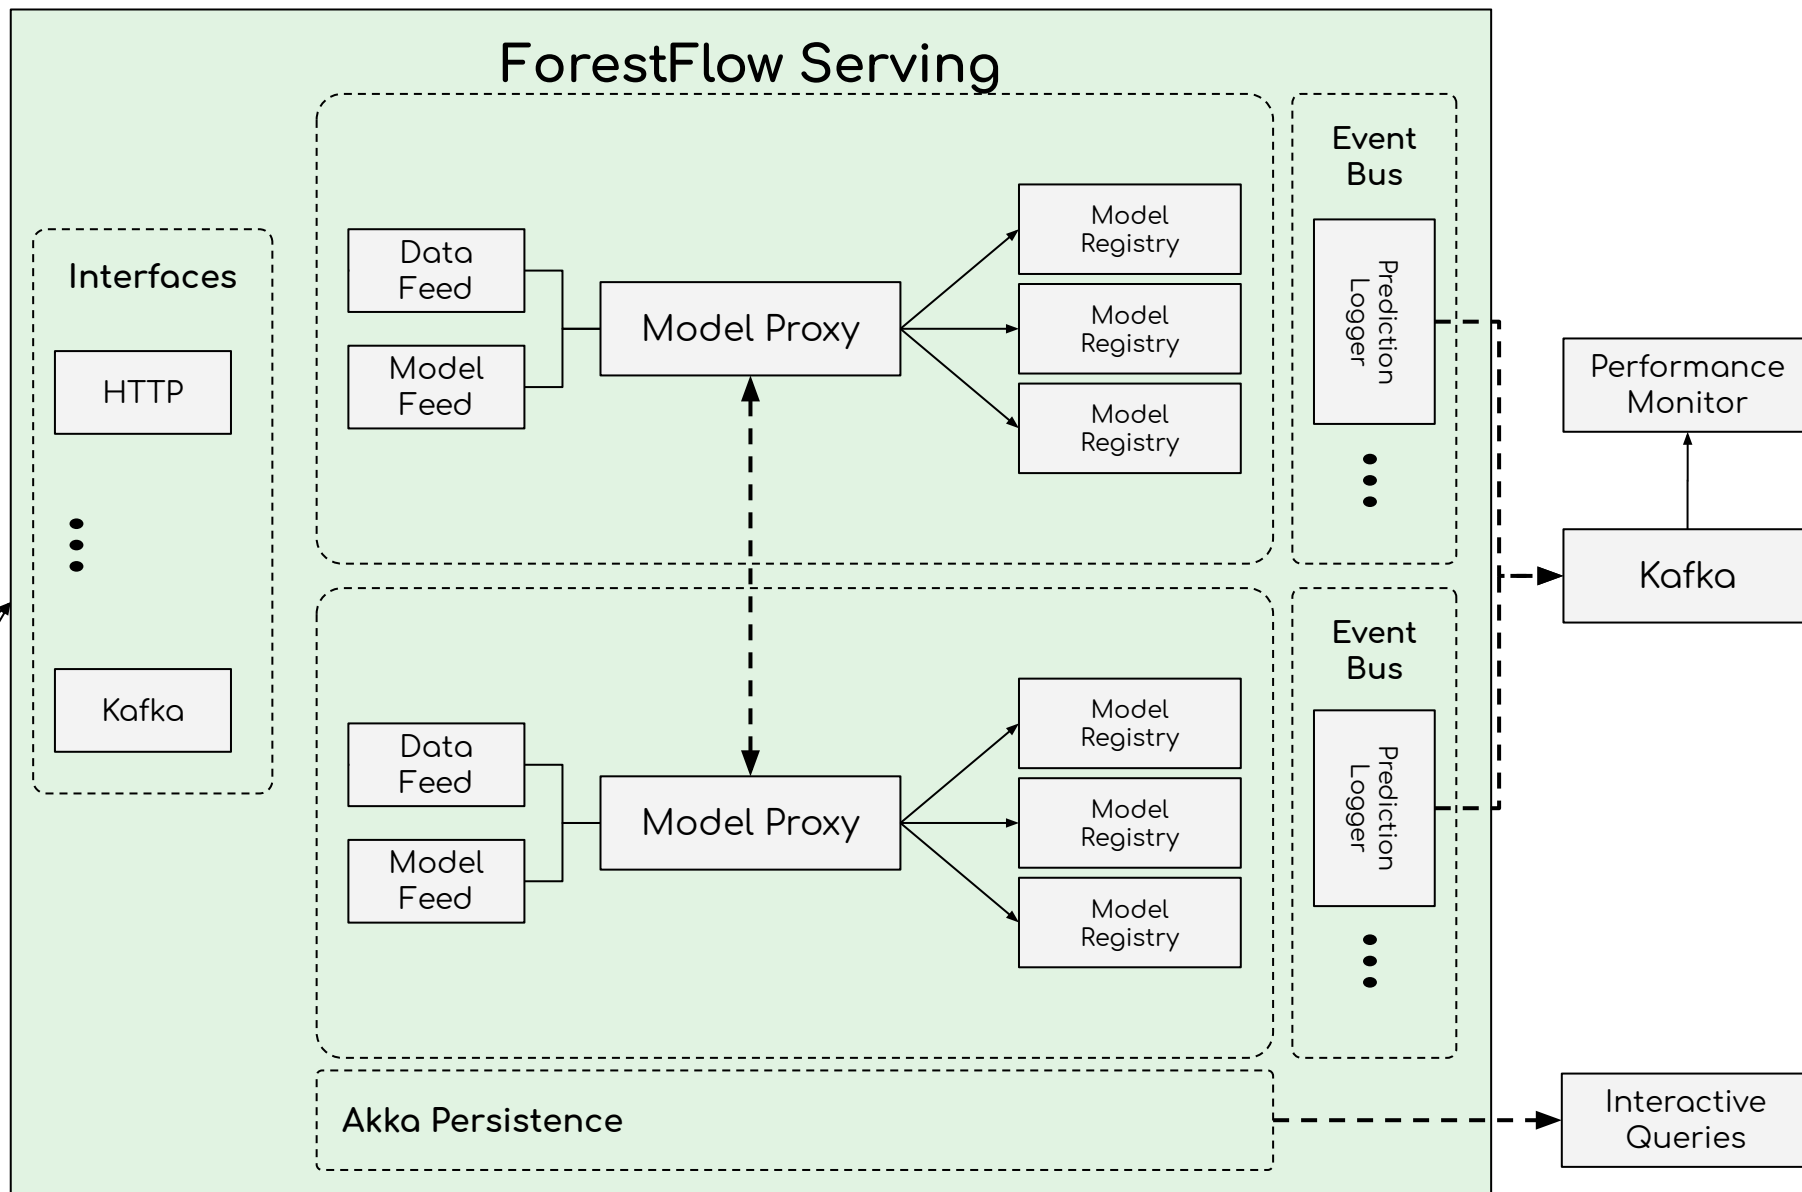 ForestFlow Serving
Interfaces
HTTP
Kafka
Data
Feed
Model
Feed
Model Proxy
Model
Registry
Model
Registry
Model
Registry
Event
Bus
Prediction
Logger
Data
Feed
Model
Feed
Model Proxy
Model
Registry
Model
Registry
Model
Registry
Event
Bus
Prediction
Logger
Akka Persistence
Performance
Monitor
Kafka
Interactive
Queries